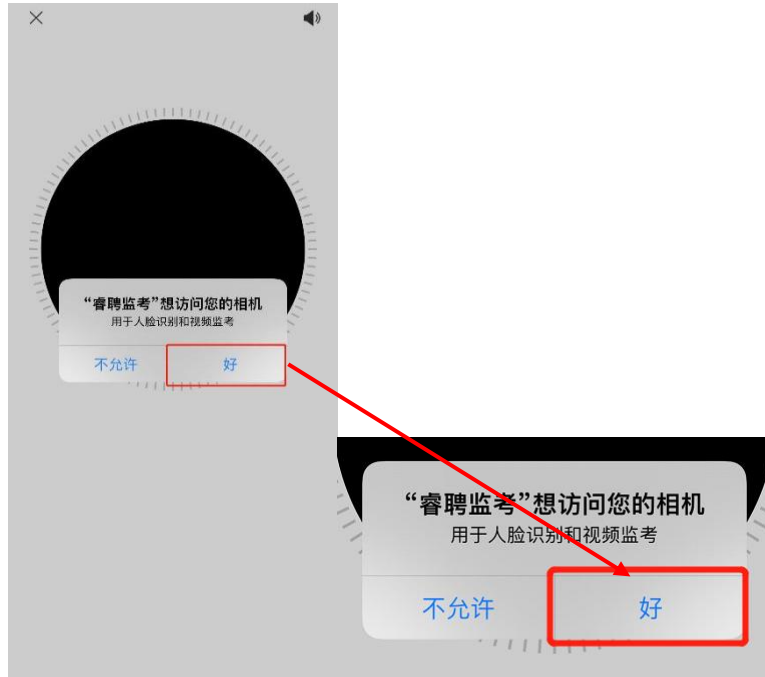 “睿聘监考”想访问您的相机
用于人脸识别和视频监考
不允许
好
“睿聘监考”想访问您的相机
用于人脸识别和视频监考
不允许
好